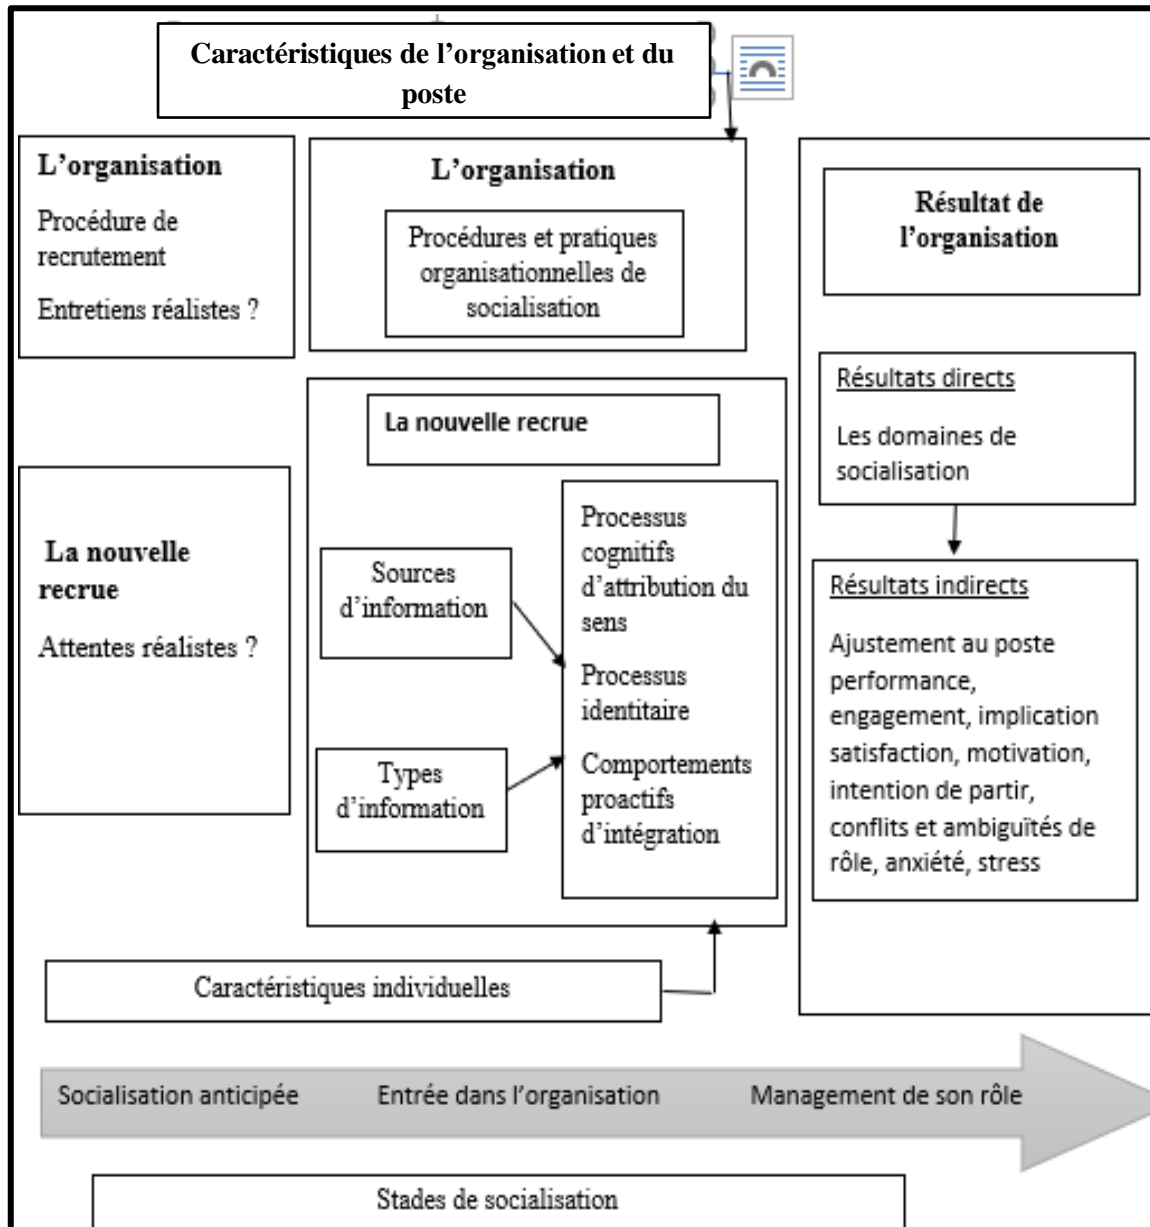 Caractéristiques de l’organisation et du
poste
L’organisation
Procédure de
recrutement
Entretiens réalistes ?
L’organisation
Procédures et pratiques
organisationnelles de
socialisation
Résultat de
l’organisation
Résultats directs
Les domaines de
socialisation
La nouvelle
recrue
Attentes réalistes ?
La nouvelle recrue
Sources
d’information
Types
d’information
Processus
cognitifs
d’attribution du
sens
Processus
identitaire
Comportements
proactifs
d’intégration
Résultats indirects
Ajustement au poste
performance,
engagement, implication
satisfaction, motivation,
intention de partir,
conflits et ambiguïtés de
rôle, anxiété, stress
Caractéristiques individuelles
Socialisation anticipée
Entrée dans l’organisation
Management de son rôle
Stades de socialisation